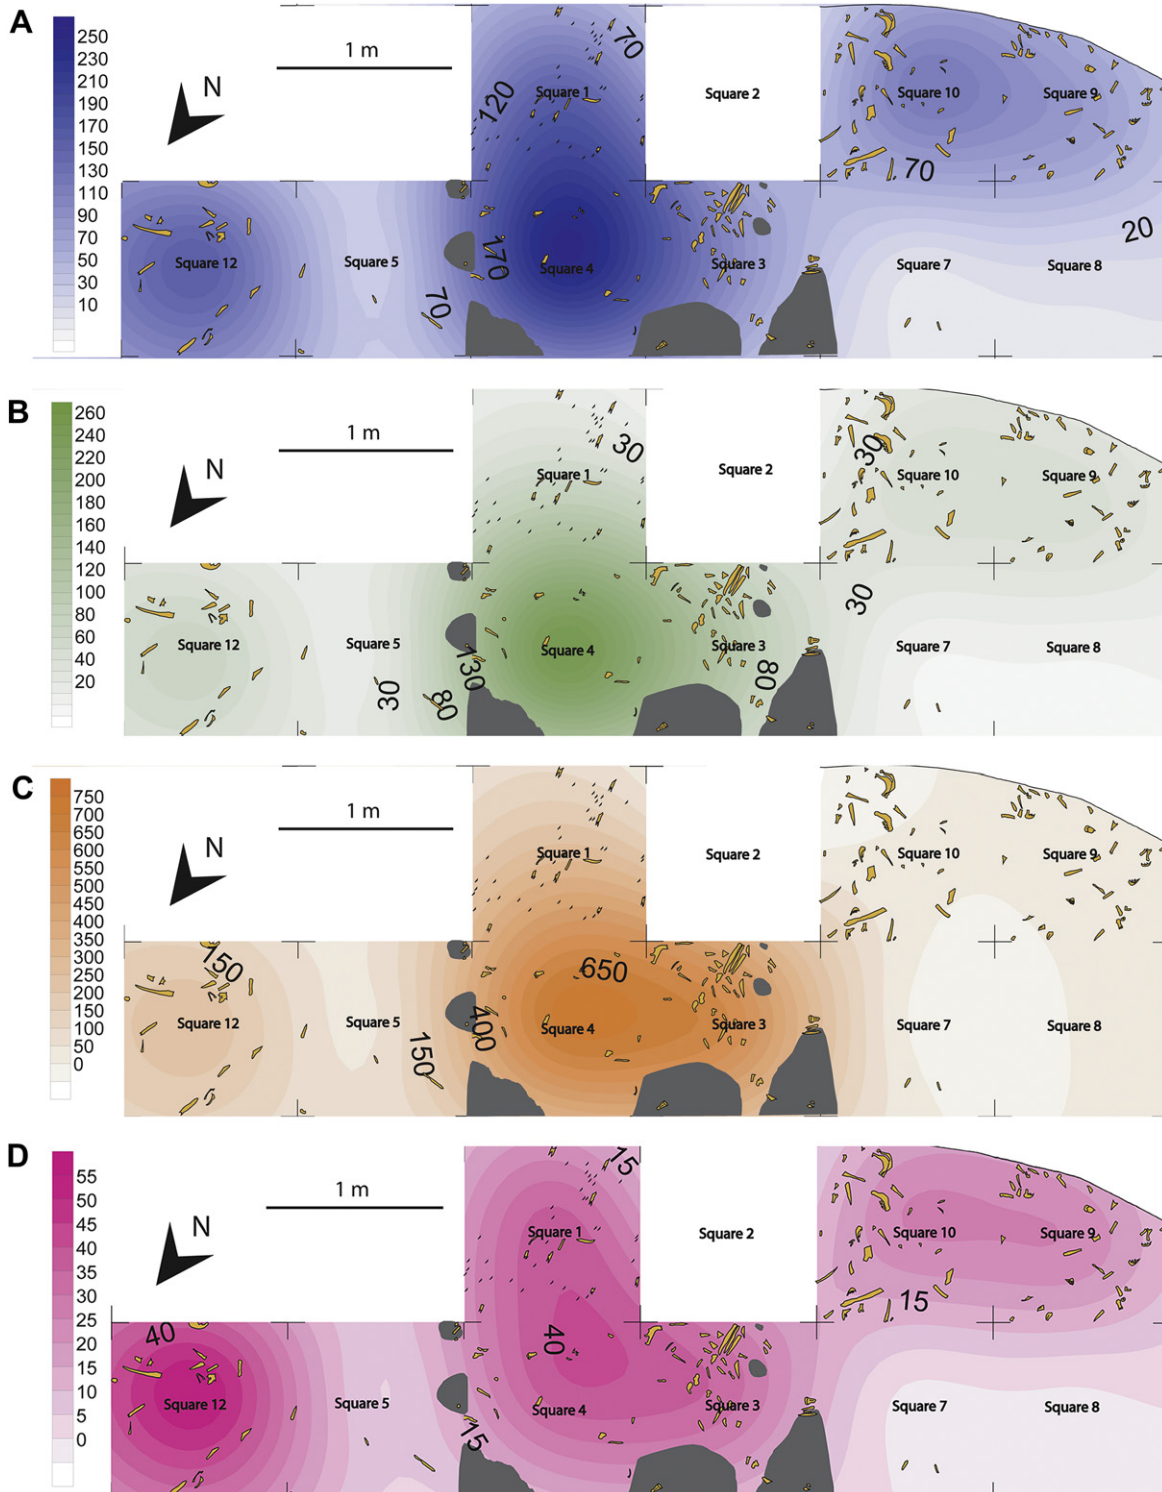 A
250
230
210
190
170
150
130
110
90
70
50
30
10
1 m
N
70
120
Square 1
Square 2
Square 10
Square 9
70
20
Square 12
Square 5
170
Square 4
Square 3
Square 7
Square 8
70
B
260
240
220
200
180
160
140
120
100
80
60
40
20
1 m
N
30
Square 1
Square 2
30
Square 10
Square 9
30
Square 12
Square 5
130
Square 4
Square 3
Square 7
Square 8
30
80
80
C
750
700
650
600
550
500
450
400
350
300
250
200
150
100
50
0
1 m
N
Square 1
Square 2
Square 10
Square 9
150
650
Square 12
Square 5
400
Square 4
Square 3
Square 7
Square 8
150
D
55
50
45
40
35
30
25
20
15
10
5
0
1 m
N
15
Square 1
Square 2
Square 10
Square 9
15
40
40
Square 12
Square 5
Square 4
Square 3
Square 7
Square 8
15